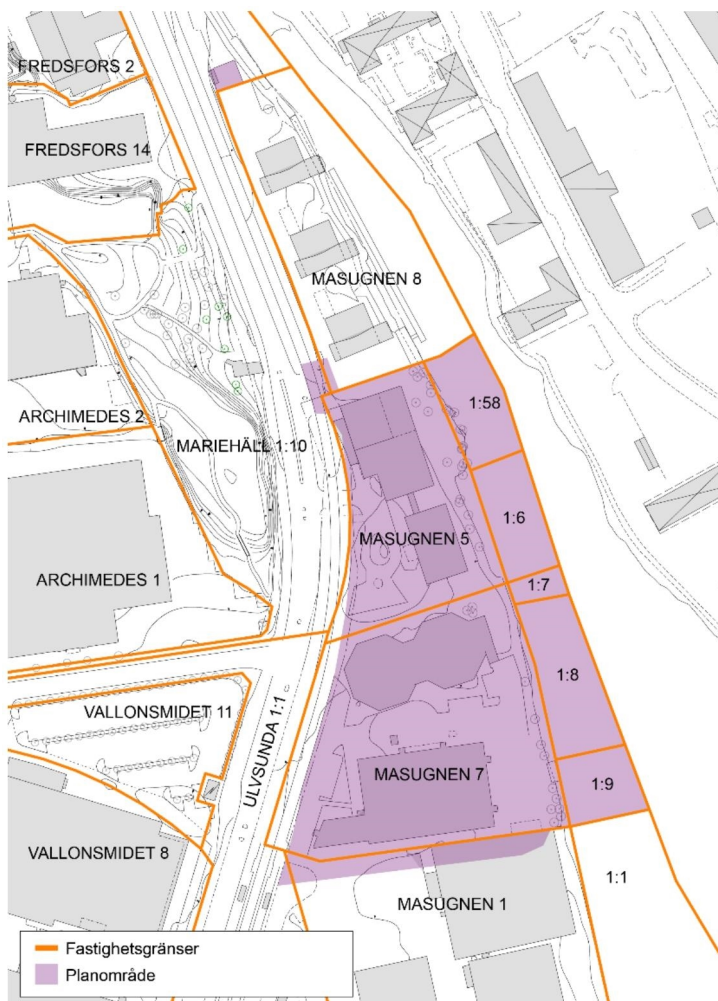 FREDSFORS 2
FREDSFORS 14
MASUGNEN 8
1:58
ARCHIMEDES 2
MARIEHÄLL 1:10
1:6
MASUGNEN 5
ARCHIMEDES 1
1:7
1:8
VALLONSMIDET 11
ULVSUNDA 1:1
MASUGNEN 7
1:9
VALLONSMIDET 8
1:1
MASUGNEN 1
Fastighetsgränser
Planområde